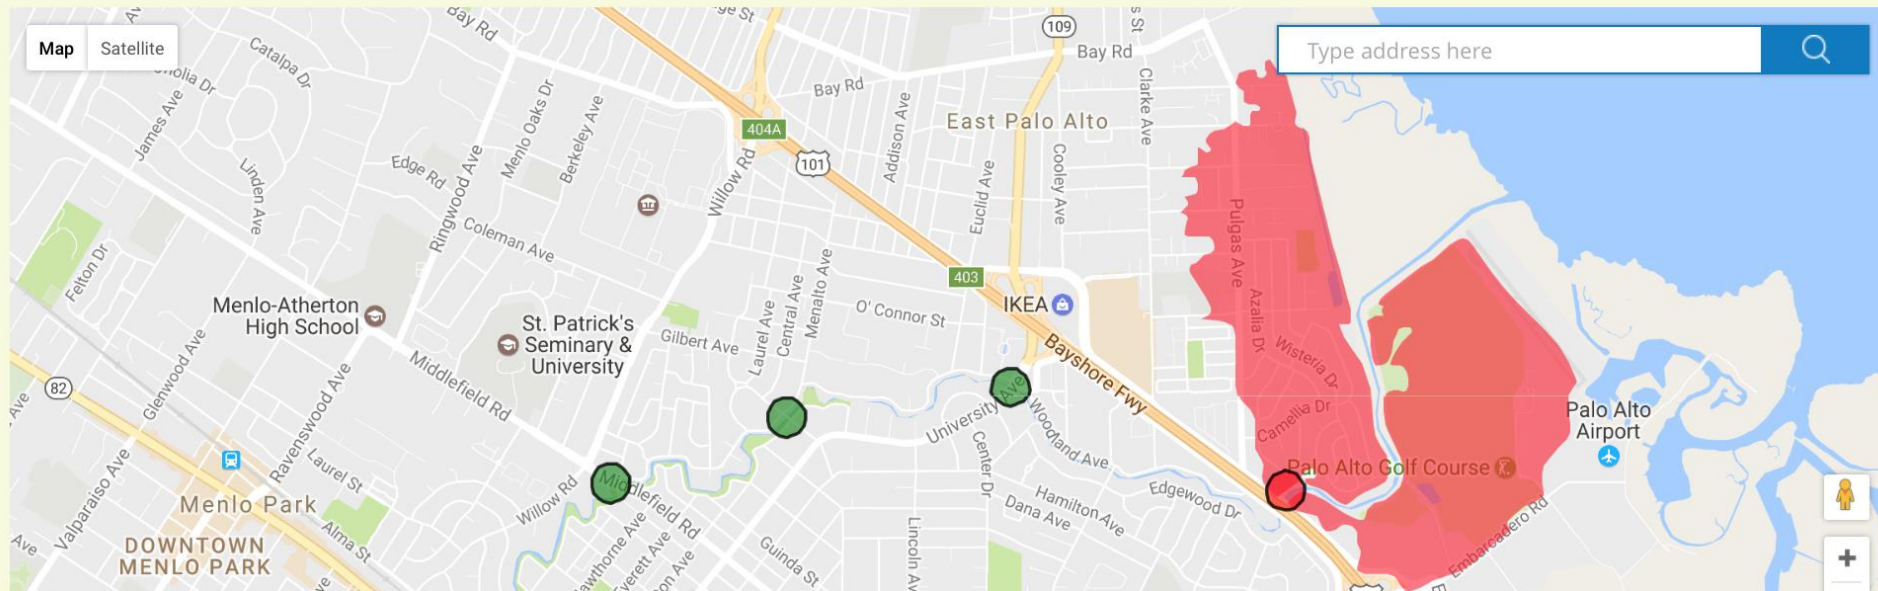 Map
Satellite
Type address here
Bay Rd
109
Bay Rd
Bay Rd
Catalpa Dr
James Ave
Menlo Oaks Dr
Berkeley Ave
Addison Ave
Clarke Ave
East Palo Alto
404A
101
Linden Ave
Edge Rd
Ringwood Ave
Willow Rd
Euclid Ave
Cooley Ave
Pulgas Ave
Coleman Ave
Felton Dr
403
IKEA
Menlo-Atherton
High School
St. Patrick's
Seminary &
University
Gilbert Ave
Laurel Ave
Central Ave
Menalto Ave
O' Connor St
Bayshore Fwy
Azalia Dr
Wisteria Dr
Camellia Dr
82
Glenwood Ave
Middlefield Rd
Ravenswood Ave
University Ave
Woodland Ave
Center Dr
Palo Alto
Airport
Palo Alto Golf Course
Valparaiso Ave
Laurel St
Menlo Park
Willow Rd
Middlefield Rd
Edgewood Dr
Hamilton Ave
Dana Ave
Embarcadero Rd
Alma St
DOWNTOWN
MENLO PARK
Everett Ave
Guinda St
Ave
Ave